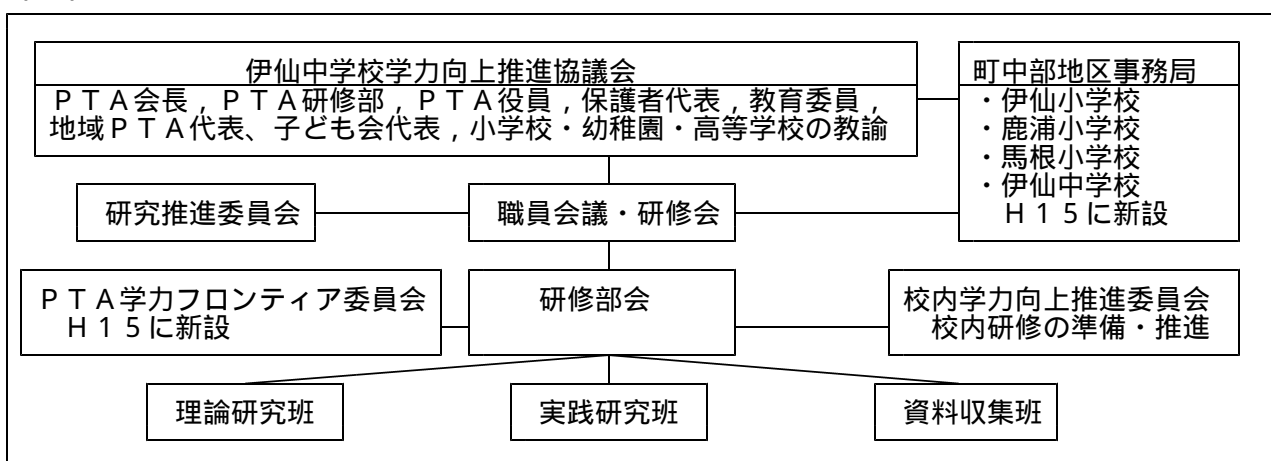 伊仙中学校学力向上推進協議会
ＰＴＡ会長，ＰＴＡ研修部，ＰＴＡ役員，保護者代表，教育委員，
地域ＰＴＡ代表、子ども会代表，小学校・幼稚園・高等学校の教諭
町中部地区事務局
・伊仙小学校
・鹿浦小学校
・馬根小学校
・伊仙中学校
Ｈ１５に新設
研究推進委員会
職員会議・研修会
ＰＴＡ学力フロンティア委員会
Ｈ１５に新設
研修部会
校内学力向上推進委員会
校内研修の準備・推進
理論研究班
実践研究班
資料収集班